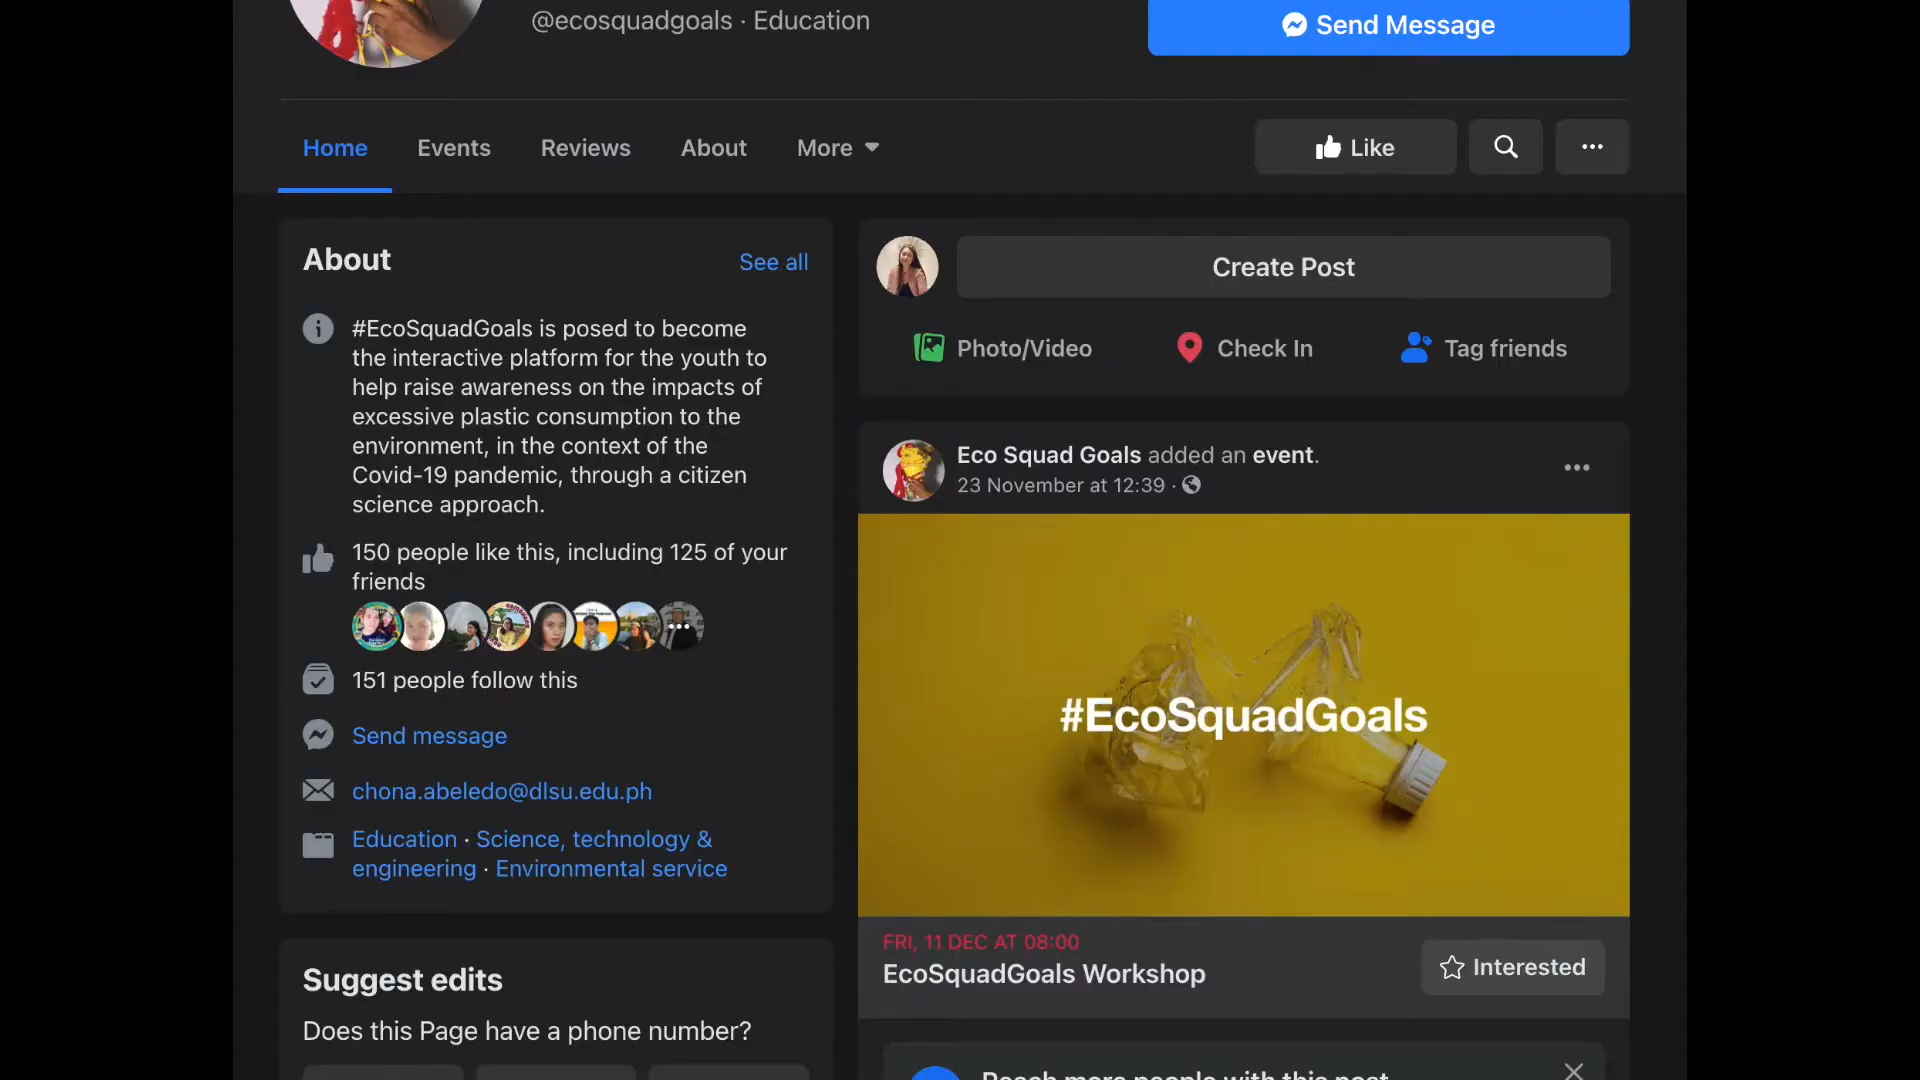 @ecosquadgoals · Education
Send Message
Home
Events
Reviews
About
More
Like
About
See all
#EcoSquadGoals is posed to become
the interactive platform for the youth to
help raise awareness on the impacts of
excessive plastic consumption to the
environment, in the context of the
Covid-19 pandemic, through a citizen
science approach.
150 people like this, including 125 of your
friends
151 people follow this
Send message
chona.abeledo@dlsu.edu.ph
Education · Science, technology &
engineering · Environmental service
Suggest edits
Does this Page have a phone number?
Create Post
Photo/Video
Check In
Tag friends
Eco Squad Goals added an event.
23 November at 12:39 ·
#EcoSquadGoals
FRI, 11 DEC AT 08:00
EcoSquadGoals Workshop
Interested
Reach more people with this post